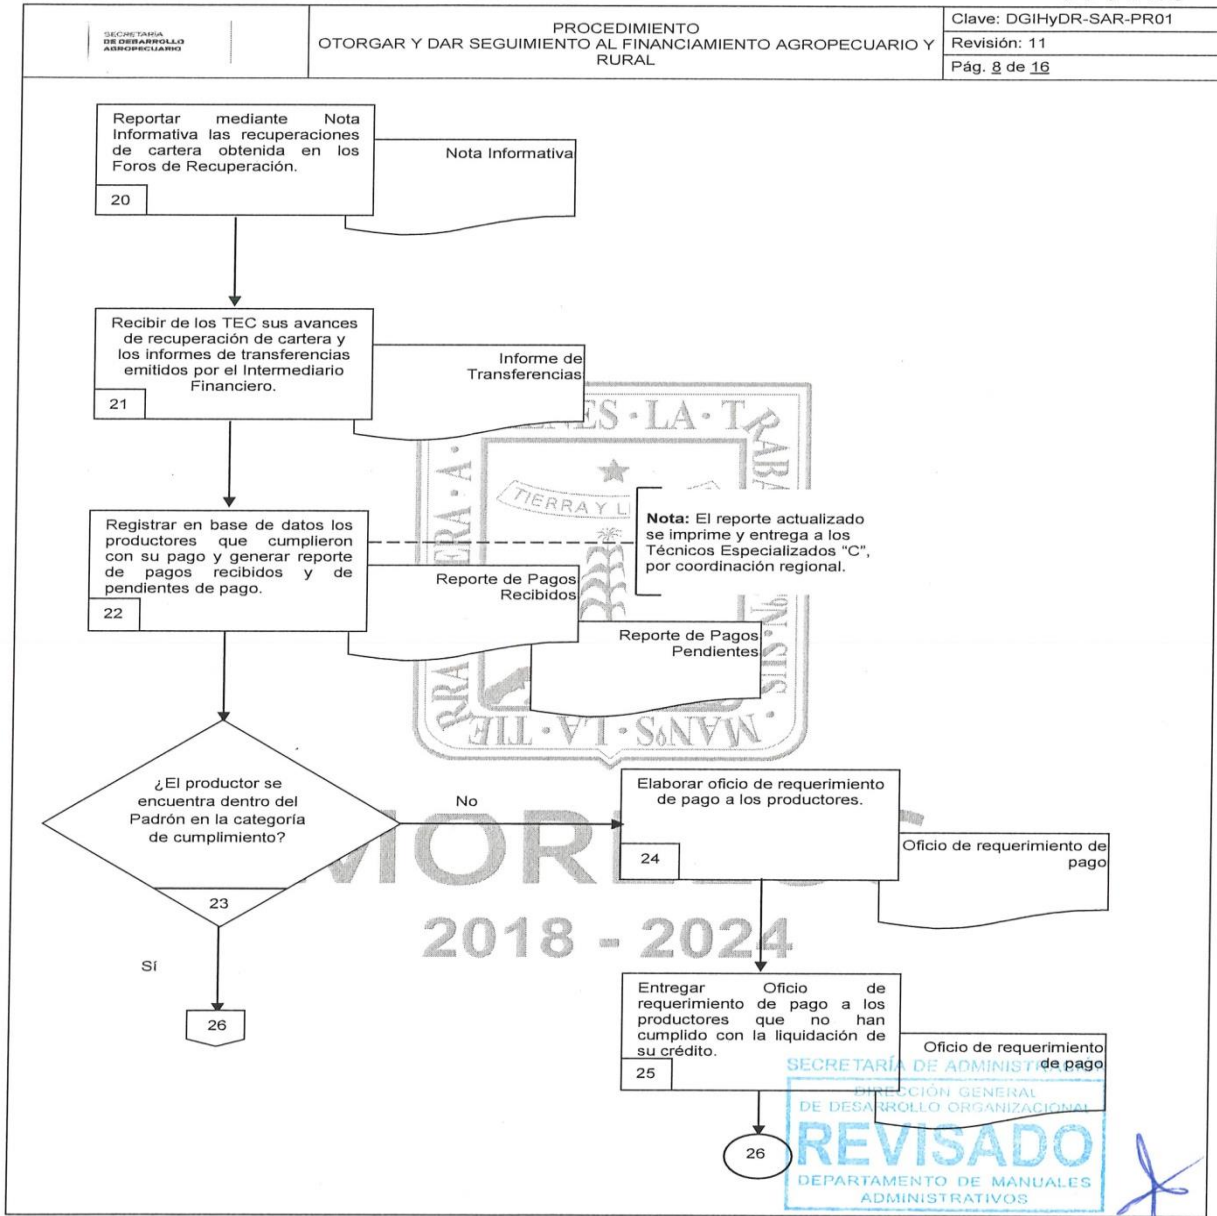 SECRETARÍA
DE DESARROLLO
AGROPECUARIO
PROCEDIMIENTO
OTORGAR Y DAR SEGUIMIENTO AL FINANCIAMIENTO AGROPECUARIO Y
RURAL
Clave: DGIHyDR-SAR-PR01
Revisión: 11
Pág. 8 de 16
Reportar mediante Nota
Informativa las recuperaciones
de cartera obtenida en los
Foros de Recuperación.
20
Nota Informativa
Recibir de los TEC sus avances
de recuperación de cartera y
los informes de transferencias
emitidos por el Intermediario
Financiero.
21
Informe de
Transferencias
Registrar en base de datos los
productores que cumplieron
con su pago y generar reporte
de pagos recibidos y de
pendientes de pago.
22
Nota: El reporte actualizado
se imprime y entrega a los
Técnicos Especializados "C",
por coordinación regional.
Reporte de Pagos
Recibidos
Reporte de Pagos
Pendientes
¿El productor se
encuentra dentro del
Padrón en la categoría
de cumplimiento?
23
No
Sí
26
Elaborar oficio de requerimiento
de pago a los productores.
24
Oficio de requerimiento de
pago
Entregar Oficio de
requerimiento de pago a los
productores que no han
cumplido con la liquidación de
su crédito.
25
Oficio de requerimiento
de pago
26
LA
TIERRA Y L
LA
MOR
2018 - 2024
SECRETARÍA DE ADMINISTRACIÓN
DIRECCIÓN GENERAL
DE DESARROLLO ORGANIZACIONAL
REVISADO
DEPARTAMENTO DE MANUALES
ADMINISTRATIVOS